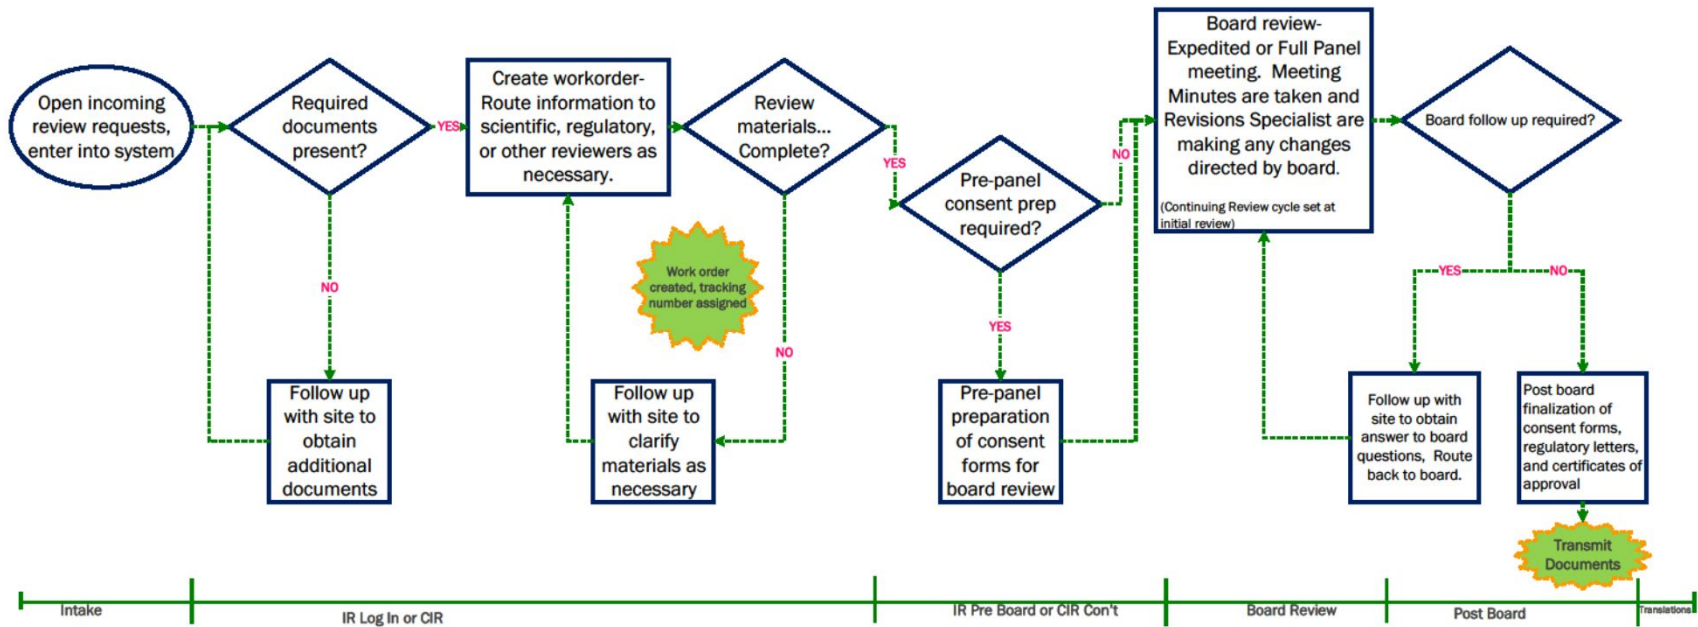 Open incoming
review requests,
enter into system
Required
documents
present?
YES
NO
Follow up
with site to
obtain
additional
documents
Create workorder-
Route information to
scientific, regulatory,
or other reviewers as
necessary.
Work order
created, tracking
number assigned
Review
materials...
Complete?
YES
NO
Follow up
with site to
clarify
materials as
necessary
Pre-panel
consent prep
required?
NO
YES
Pre-panel
preparation
of consent
forms for
board review
Board review-
Expedited or Full Panel
meeting. Meeting
Minutes are taken and
Revisions Specialist are
making any changes
directed by board.
(Continuing Review cycle set at
initial review)
Board follow up required?
YES
NO
Follow up with
site to obtain
answer to board
questions, Route
back to board.
Post board
finalization of
consent forms,
regulatory letters,
and certificates of
approval
Transmit
Documents
Intake
IR Log In or CIR
IR Pre Board or CIR Con't
Board Review
Post Board
Translations